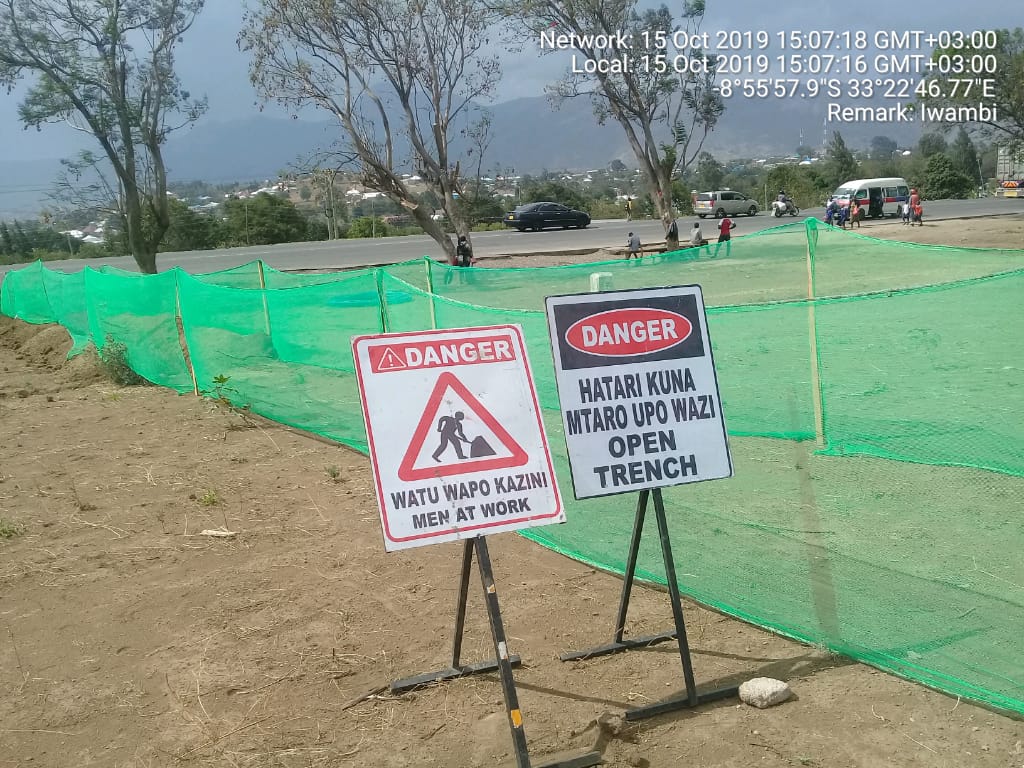 Network: 15 Oct 2019 15:07:18 GMT+03:00
Local: 15 Oct 2019 15:07:16 GMT+03:00
-8°55'57.9"S 33°22'46.77"E
Remark: Iwambi
DANGER
WATU WAPO KAZINI
MEN AT WORK
DANGER
HATARI KUNA
MTARO UPO WAZI
OPEN
TRENCH